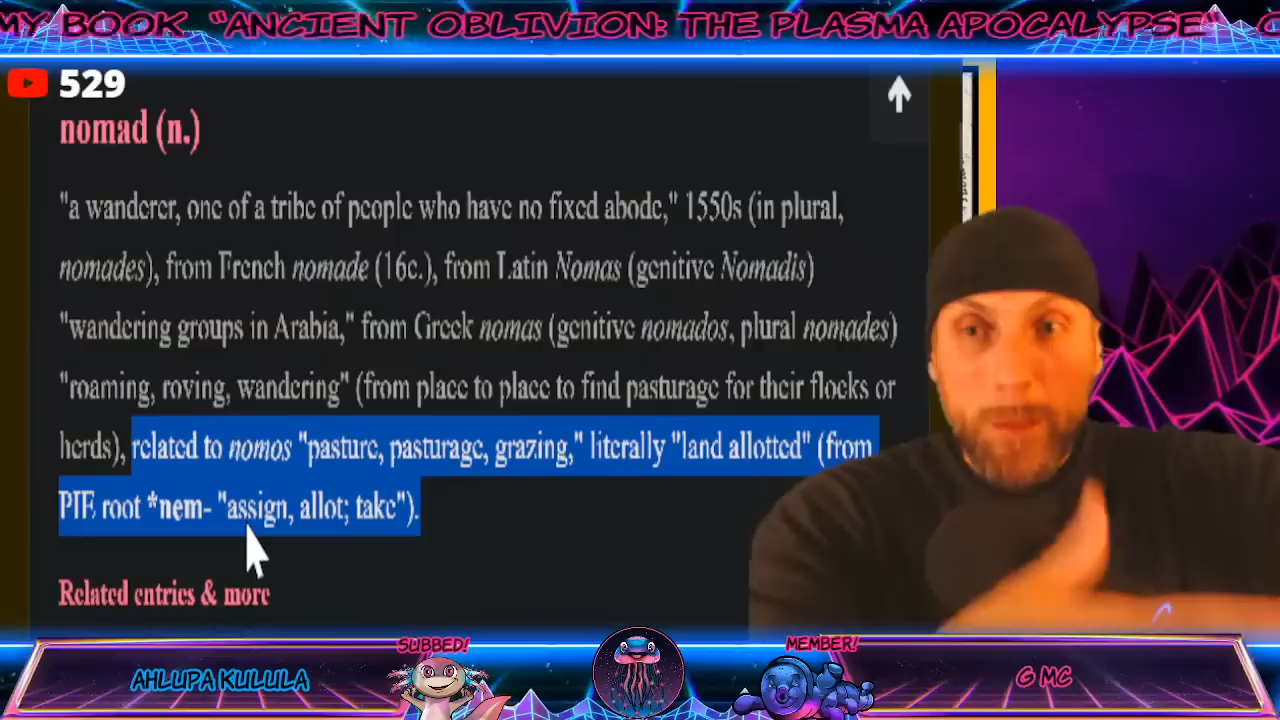 MY BOOK "ANCIENT OBLIVION: THE PLASMA APOCALYPSE"
529
nomad (n.)
"a wanderer, one of a tribe of people who have no fixed abode," 1550s (in plural,
nomades), from French nomade (16c.), from Latin Nomas (genitive Nomadis)
"wandering groups in Arabia," from Greek nomas (genitive nomados, plural nomades)
"roaming, roving, wandering" (from place to place to find pasturage for their flocks or
herds), related to nomos "pasture, pasturage, grazing," literally "land allotted" (from
PIE root *nem- "assign, allot; take").
Related entries & more
SUBBED!
MEMBER!
AHLUPA KULULA
G MC